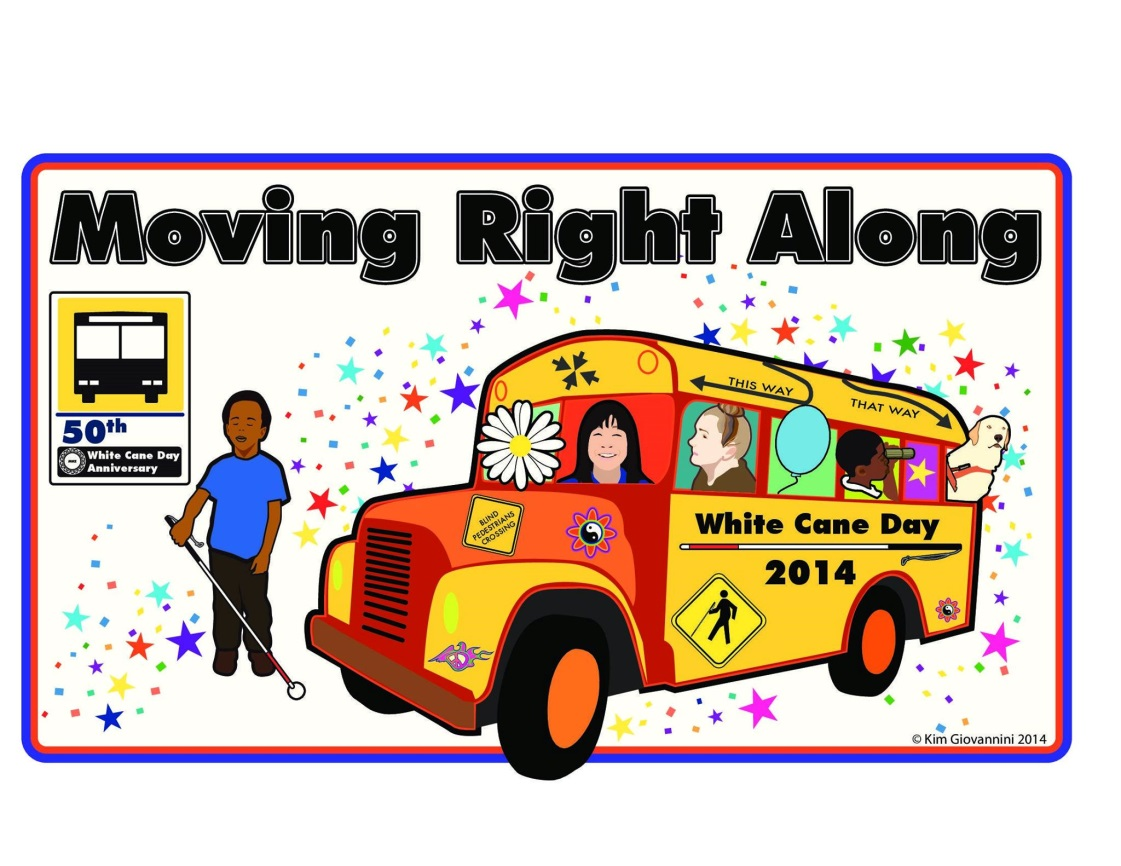 Moving Right Along
50th
White Cane Day
Anniversary
THIS WAY
THAT WAY
BLIND
PEDESTRIANS
CROSSING
White Cane Day
2014
© Kim Giovannini 2014